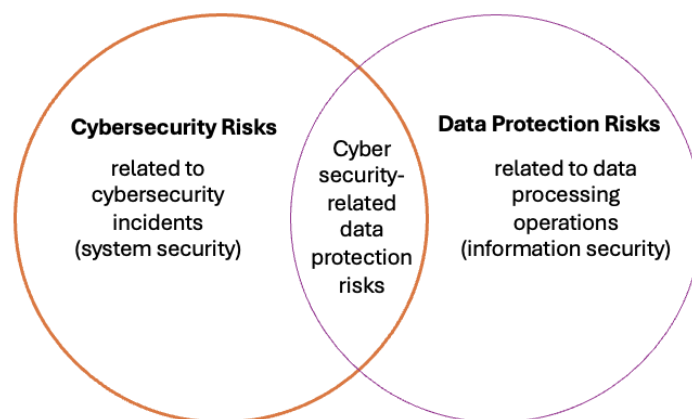 Cybersecurity Risks
related to
cybersecurity
incidents
(system security)
Cyber
security-
related
data
protection
risks
Data Protection Risks
related to data
processing
operations
(information security)